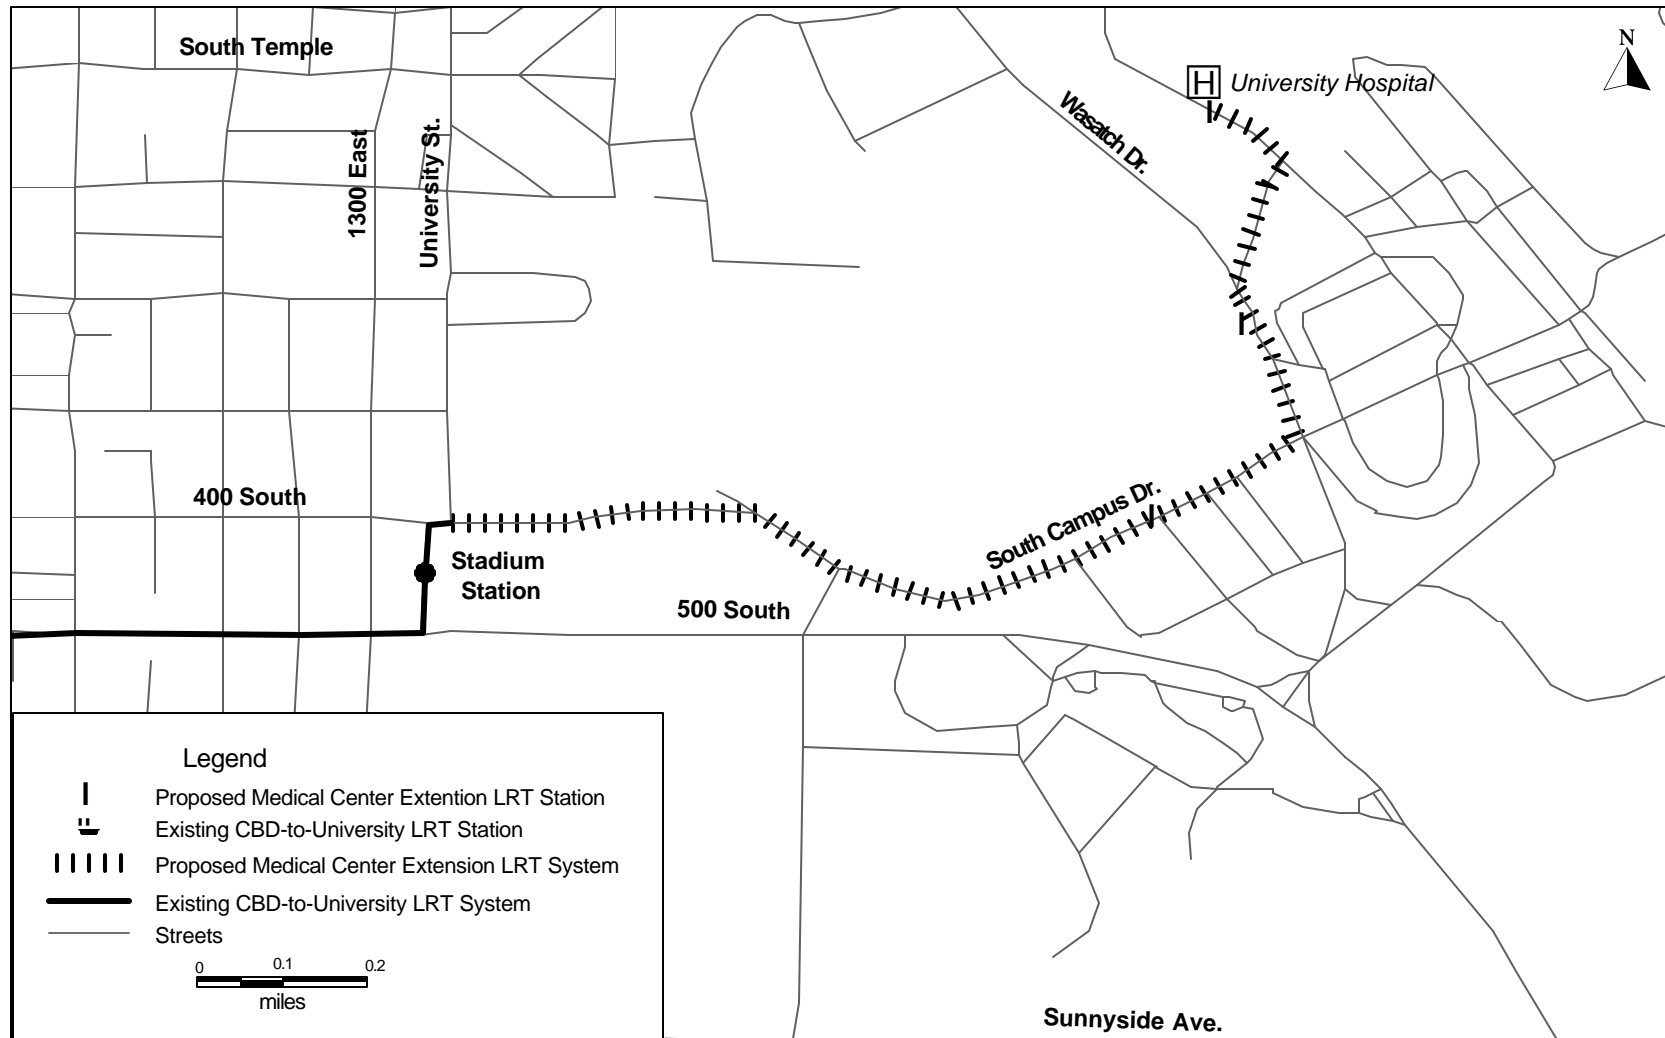 South Temple
N
H University Hospital
Wasatch Dr.
1300 East
University St.
400 South
South Campus Dr.
Stadium
Station
500 South
Legend
Proposed Medical Center Extention LRT Station
Existing CBD-to-University LRT Station
Proposed Medical Center Extension LRT System
Existing CBD-to-University LRT System
Streets
0 0.1 0.2
miles
Sunnyside Ave.